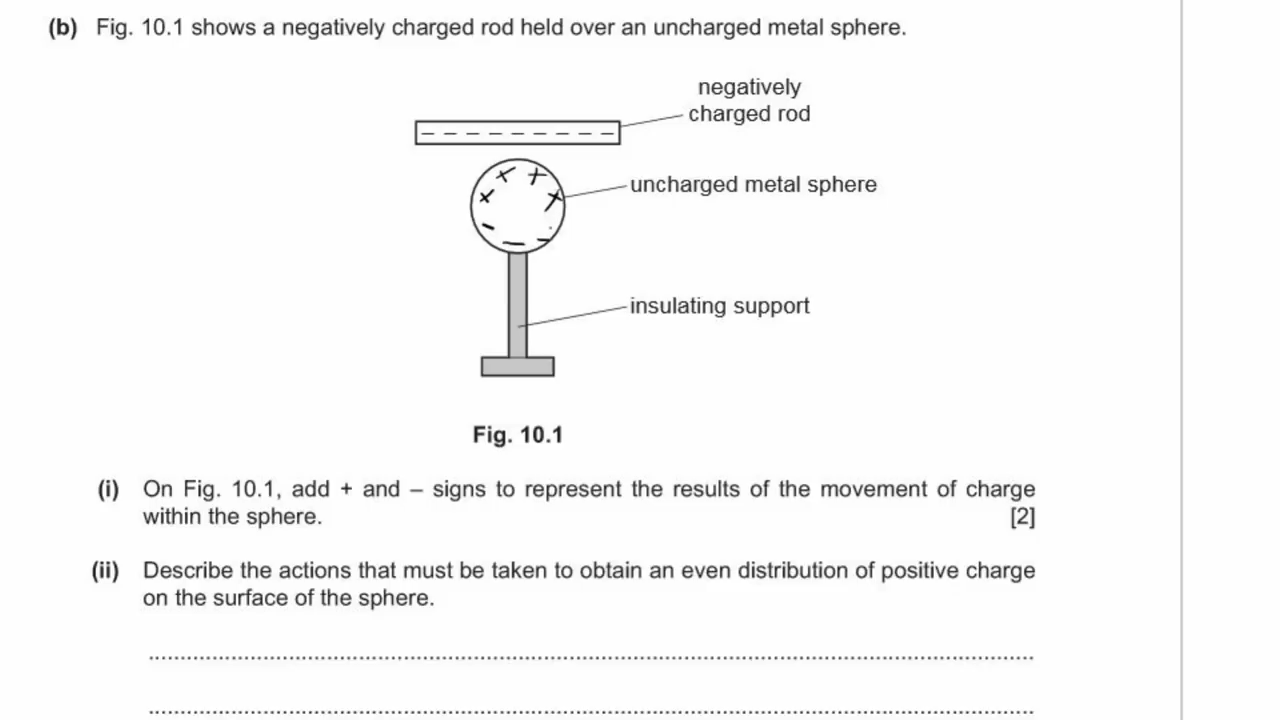 (b) Fig. 10.1 shows a negatively charged rod held over an uncharged metal sphere.
negatively
charged rod
– – – – – – – – –
+ +
uncharged metal sphere
+ +
– – –
insulating support
Fig. 10.1
(i) On Fig. 10.1, add + and – signs to represent the results of the movement of charge
within the sphere. [2]
(ii) Describe the actions that must be taken to obtain an even distribution of positive charge
on the surface of the sphere.